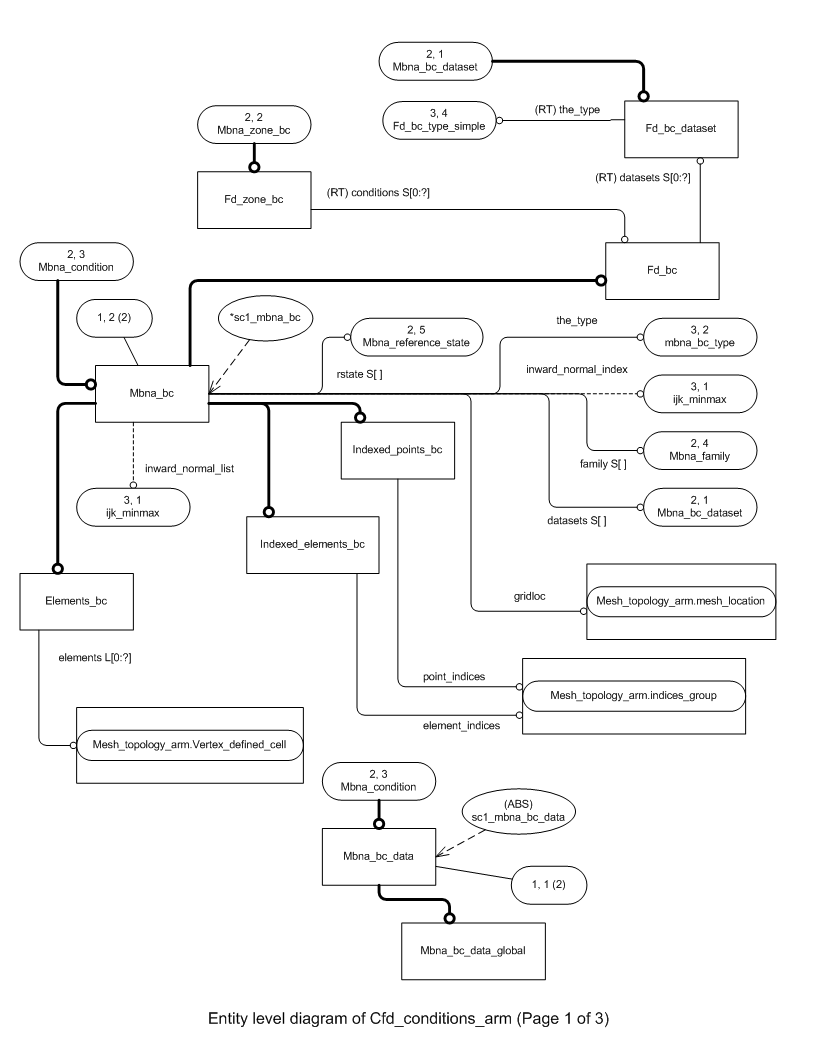 2, 1
Mbna_bc_dataset
2, 2
Mbna_zone_bc
3, 4
Fd_bc_type_simple
(RT) the_type
Fd_bc_dataset
(RT) datasets S[0:?]
Fd_zone_bc
(RT) conditions S[0:?]
2, 3
Mbna_condition
Fd_bc
1, 2 (2)
*sc1_mbna_bc
2, 5
Mbna_reference_state
the_type
3, 2
mbna_bc_type
rstate S[ ]
inward_normal_index
Mbna_bc
3, 1
ijk_minmax
Indexed_points_bc
2, 4
Mbna_family
family S[ ]
inward_normal_list
3, 1
ijk_minmax
2, 1
Mbna_bc_dataset
datasets S[ ]
Indexed_elements_bc
Elements_bc
gridloc
Mesh_topology_arm.mesh_location
elements L[0:?]
point_indices
Mesh_topology_arm.indices_group
element_indices
Mesh_topology_arm.Vertex_defined_cell
2, 3
Mbna_condition
(ABS)
sc1_mbna_bc_data
Mbna_bc_data
1, 1 (2)
Mbna_bc_data_global
Entity level diagram of Cfd_conditions_arm (Page 1 of 3)